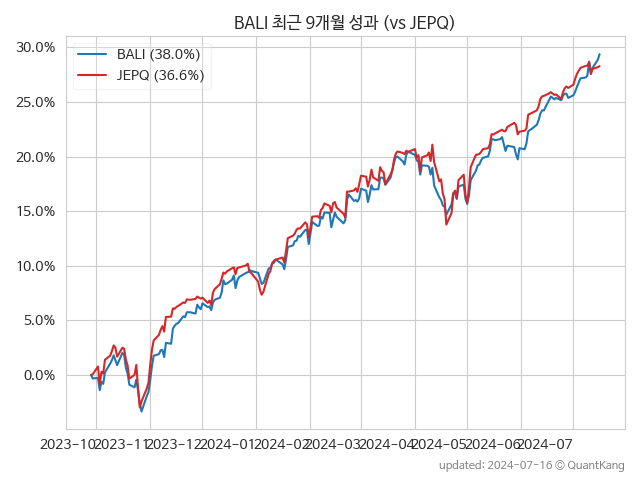 BALI 최근 9개월 성과 (vs JEPQ)
BALI (38.0%)
JEPQ (36.6%)
30.0%
25.0%
20.0%
15.0%
10.0%
5.0%
0.0%
2023-10 2023-11 2023-12 2024-01 2024-02 2024-03 2024-04 2024-05 2024-06 2024-07
updated: 2024-07-16 © QuantKang